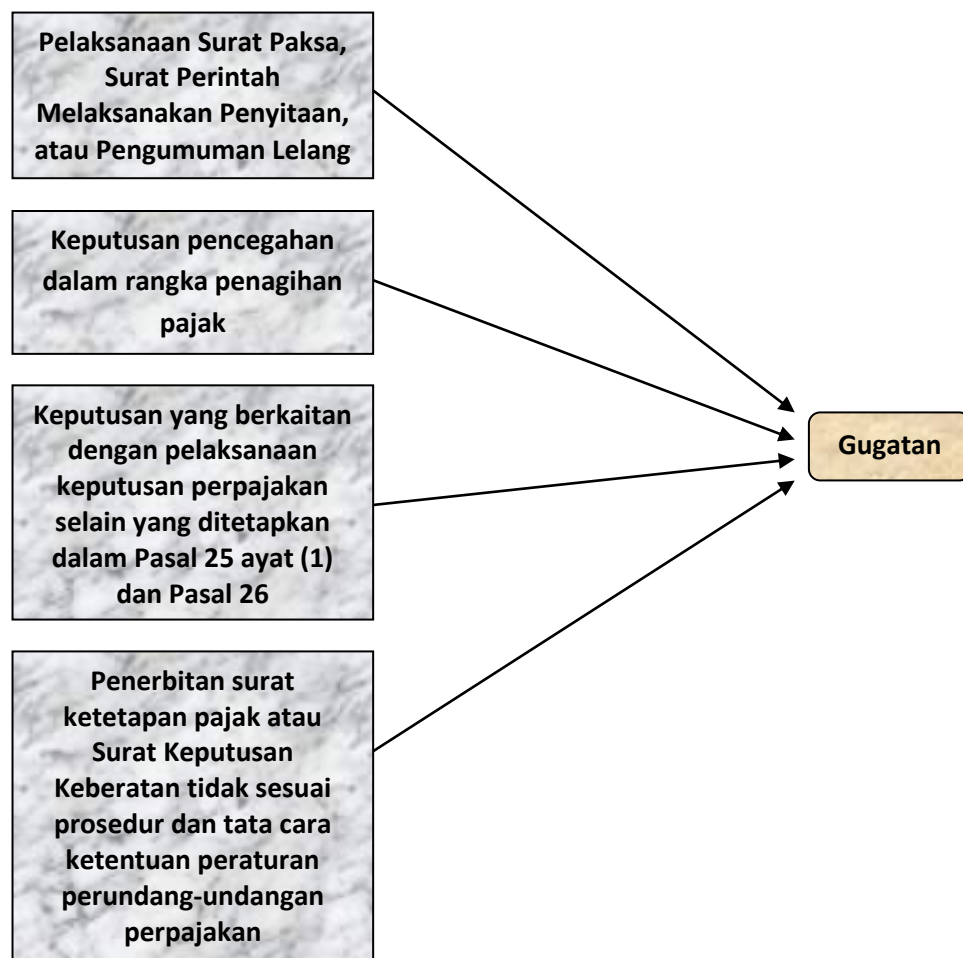 Pelaksanaan Surat Paksa,
Surat Perintah
Melaksanakan Penyitaan,
atau Pengumuman Lelang
Keputusan pencegahan
dalam rangka penagihan
pajak
Keputusan yang berkaitan
dengan pelaksanaan
keputusan perpajakan
selain yang ditetapkan
dalam Pasal 25 ayat (1)
dan Pasal 26
Penerbitan surat
ketetapan pajak atau
Surat Keputusan
Keberatan tidak sesuai
prosedur dan tata cara
ketentuan peraturan
perundang-undangan
perpajakan
Gugatan